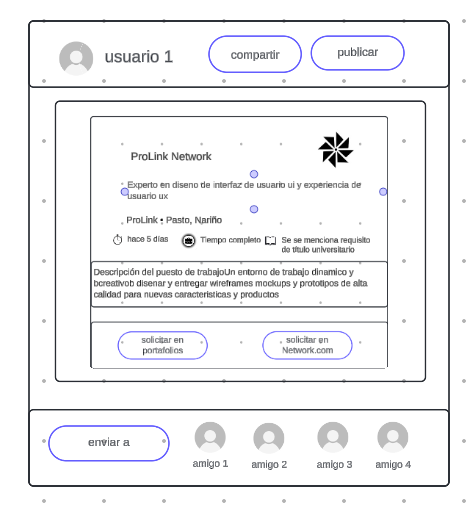 usuario 1
compartir
publicar
ProLink Network
Experto en diseno de interfaz de usuario ui y experiencia de
usuario ux
ProLink • Pasto, Nariño
hace 5 días
Tiempo completo
Se se menciona requisito
de título universitario
Descripción del puesto de trabajoUn entorno de trabajo dinamico y
bcreativob disenar y entregar wireframes mockups y prototipos de alta
calidad para nuevas caracteristicas y productos
solicitar en
portafolios
solicitar en
Network.com
enviar a
amigo 1
amigo 2
amigo 3
amigo 4